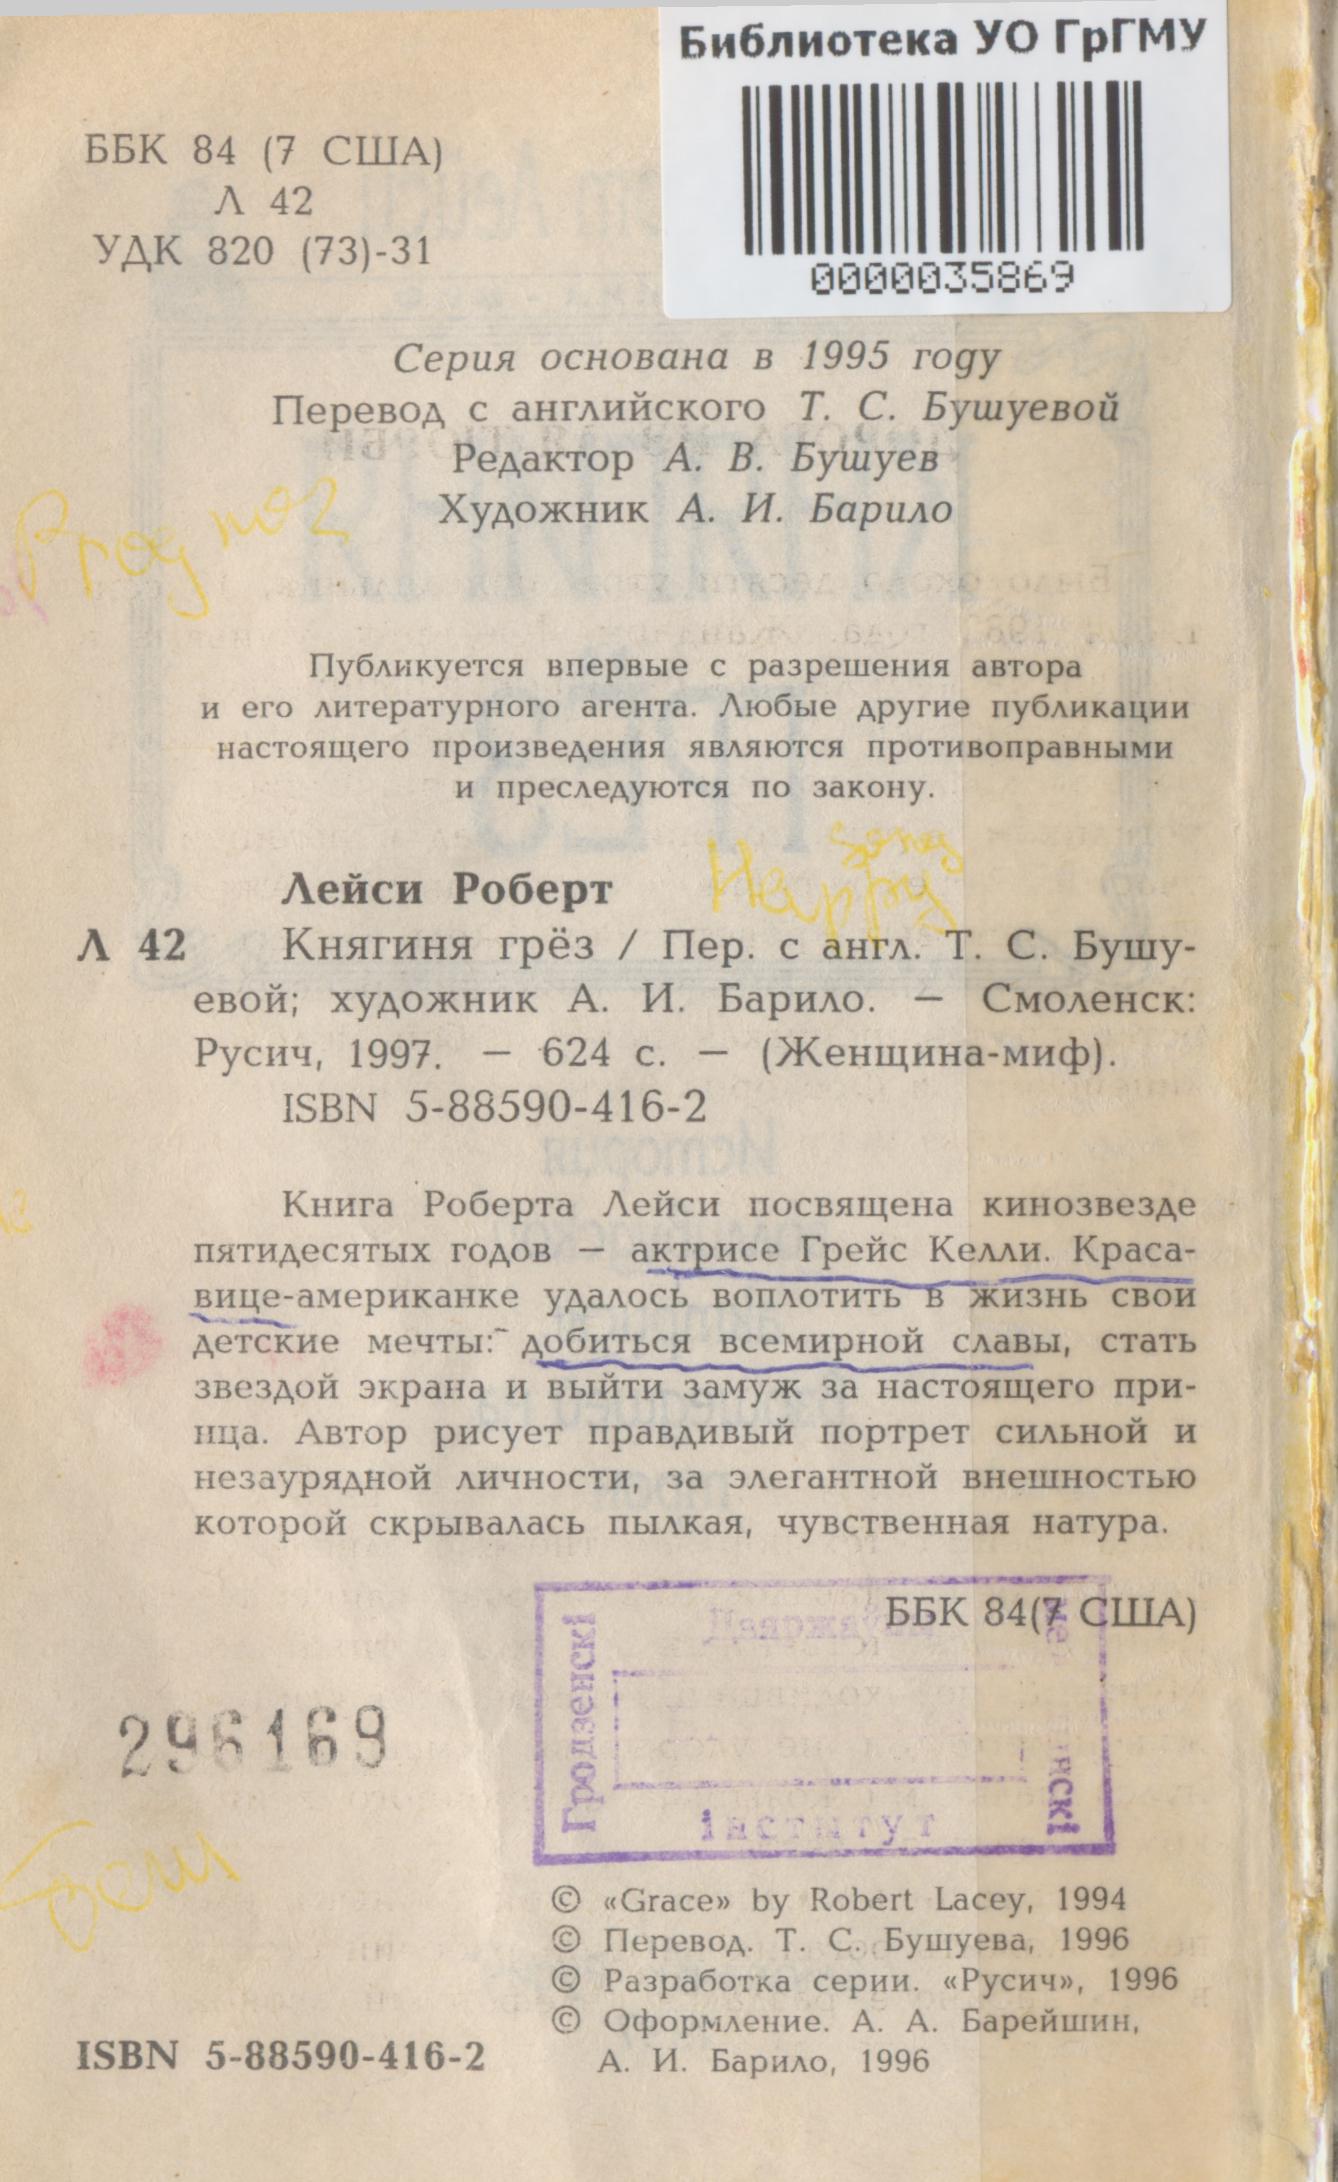 Библиотека УО ГрГМУ
0000035869
ББК 84 (7 США)
Л 42
УДК 820 (73)-31
Серия основана в 1995 году
Перевод с английского Т. С. Бушуевой
Редактор А. В. Бушуев
Художник А. И. Барило
Prognoz
Публикуется впервые с разрешения автора
и его литературного агента. Любые другие публикации
настоящего произведения являются противоправными
и преследуются по закону.
Happy
Лейси Роберт
Л 42 Княгиня грёз / Пер. с англ. Т. С. Бушу-
евой; художник А. И. Барило. — Смоленск:
Русич, 1997. — 624 с. — (Женщина-миф).
ISBN 5-88590-416-2
Книга Роберта Лейси посвящена кинозвезде
пятидесятых годов — актрисе Грейс Келли. Краса-
вице-американке удалось воплотить в жизнь свои
детские мечты: добиться всемирной славы, стать
звездой экрана и выйти замуж за настоящего при-
нца. Автор рисует правдивый портрет сильной и
незаурядной личности, за элегантной внешностью
которой скрывалась пылкая, чувственная натура.
ББК 84(7 США)
Гродзенскі
інстытут
296169
© «Grace» by Robert Lacey, 1994
© Перевод. Т. С. Бушуева, 1996
© Разработка серии. «Русич», 1996
© Оформление. А. А. Барейшин,
А. И. Барило, 1996
ISBN 5-88590-416-2